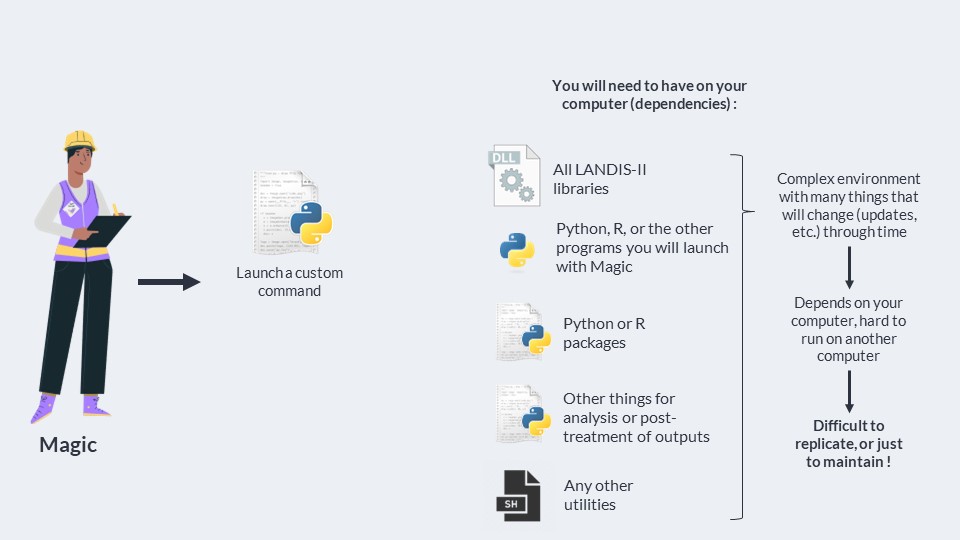 You will need to have on your
computer (dependencies) :
DLL
All LANDIS-II
libraries
Python, R, or the other
programs you will launch
with Magic
Python or R
packages
Other things for
analysis or post-
treatment of outputs
SH
Any other
utilities
Complex environment
with many things that
will change (updates,
etc.) through time
Depends on your
computer, hard to
run on another
computer
Difficult to
replicate, or just
to maintain !
Launch a custom
command
Magic